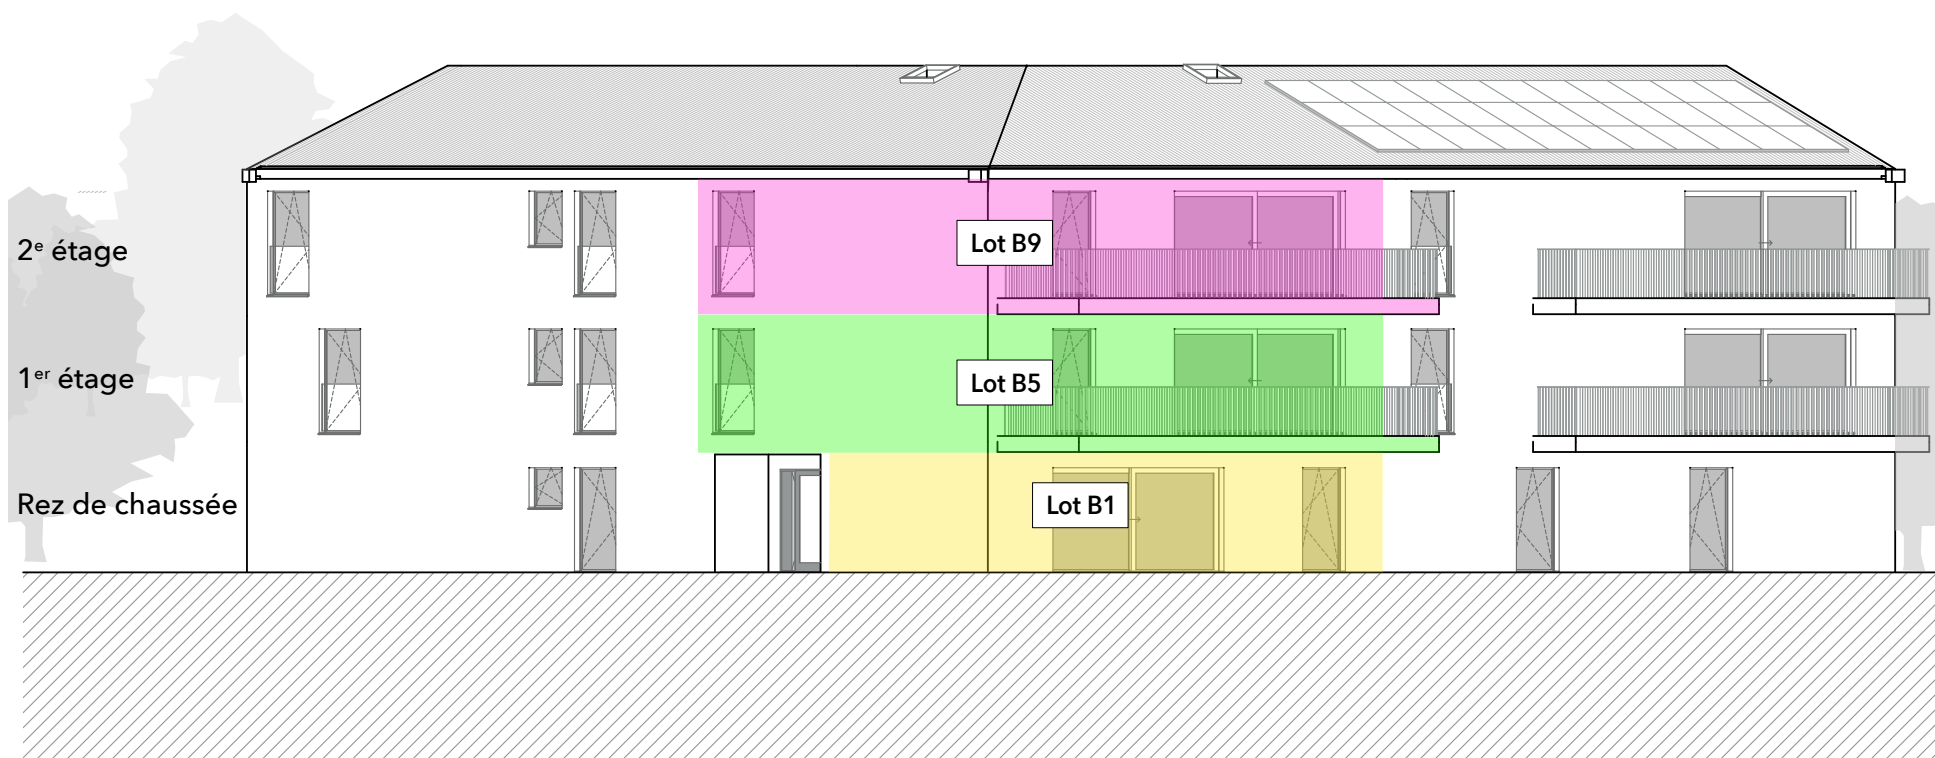 2e étage
Lot B9
1er étage
Lot B5
Rez de chaussée
Lot B1